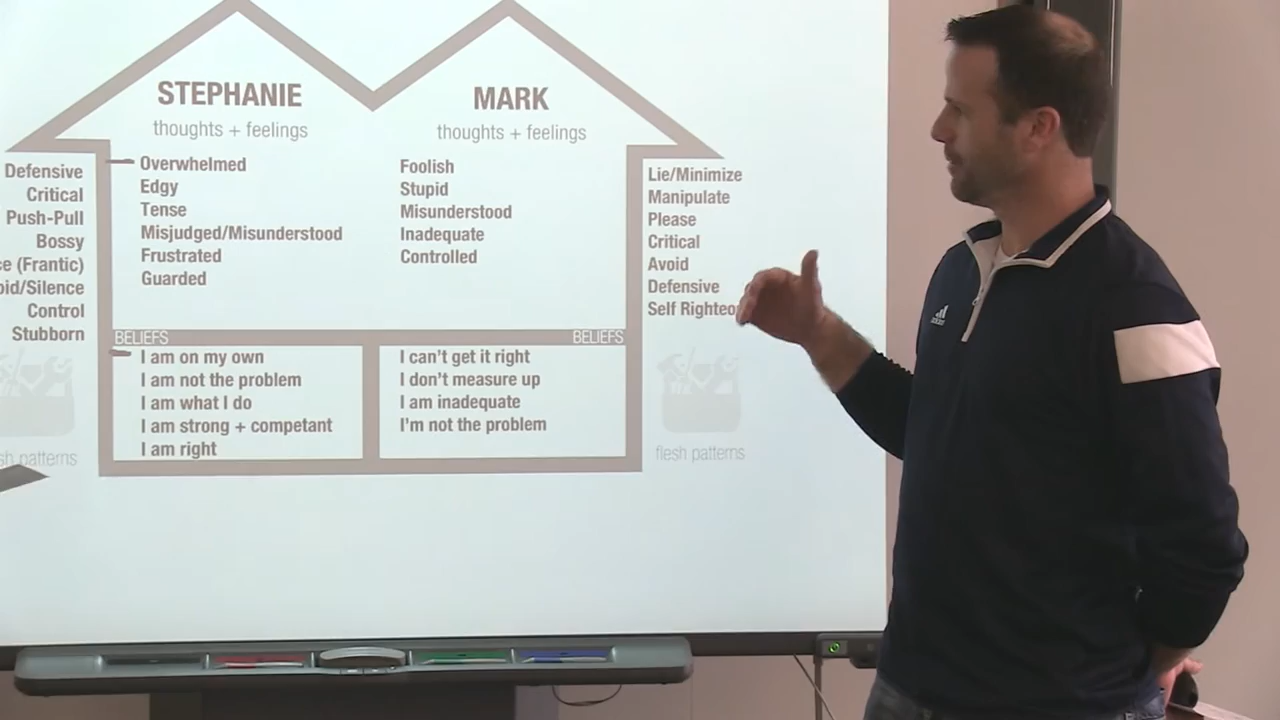 STEPHANIE
thoughts + feelings
MARK
thoughts + feelings
Defensive
Critical
Push-Pull
Bossy
(Frantic)
Control
Stubborn
Overwhelmed
Edgy
Tense
Misjudged/Misunderstood
Frustrated
Guarded
Foolish
Stupid
Misunderstood
Inadequate
Controlled
Lie/Minimize
Manipulate
Please
Critical
Avoid
Defensive
Self
BELIEFS
BELIEFS
I am on my own
I am not the problem
I am what I do
I am strong + competant
I am right
I can't get it right
I don't measure up
I am inadequate
I'm not the problem
patterns
flesh patterns
adidas